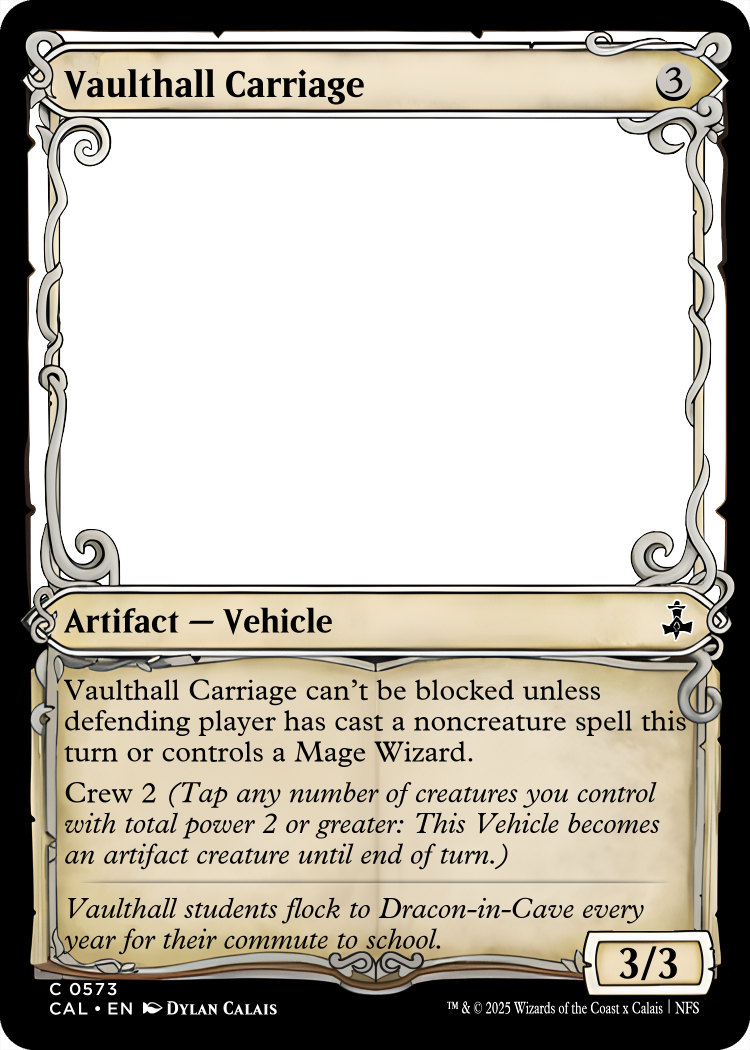 Vaulthall Carriage 3
Artifact — Vehicle
Vaulthall Carriage can't be blocked unless
defending player has cast a noncreature spell this
turn or controls a Mage Wizard.
Crew 2 (Tap any number of creatures you control
with total power 2 or greater: This Vehicle becomes
an artifact creature until end of turn.)
Vaulthall students flock to Dracon-in-Cave every
year for their commute to school.
3/3
C 0573
CAL • EN Dylan Calais
™ & © 2025 Wizards of the Coast x Calais | NFS